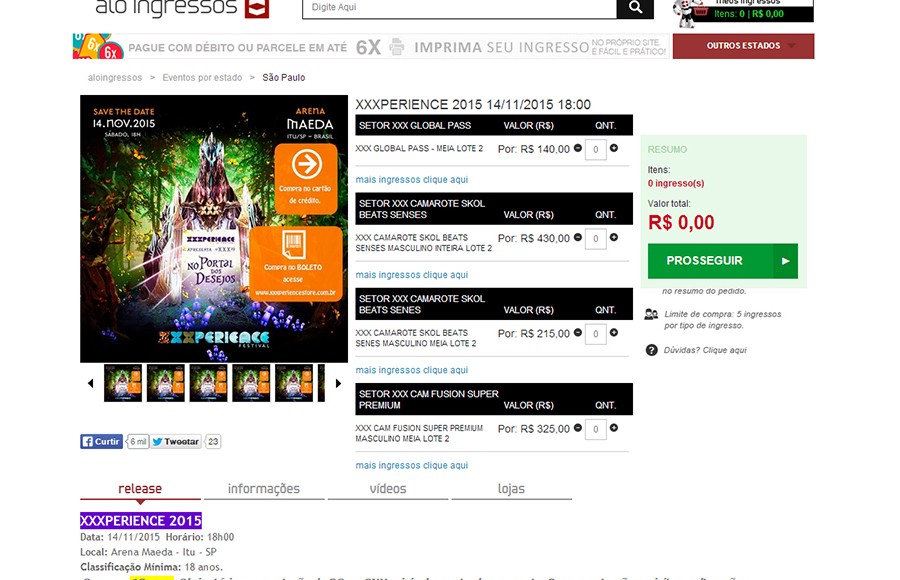 alô ingressos
Digite Aqui
Meus Ingressos
Itens: 0 | R$ 0,00
6x
6x
PAGUE COM DÉBITO OU PARCELE EM ATÉ 6X
IMPRIMA SEU INGRESSO NO PRÓPRIO SITE.
É FÁCIL E PRÁTICO!
OUTROS ESTADOS
aloingressos > Eventos por estado > São Paulo
SAVE THE DATE
14.NOV.2015
SÁBADO, 18H
ARENA
MAEDA
ITU/SP - BRASIL
Compra no cartão
de crédito.
XXXPERIENCE
APRESENTA
NO PORTAL
DOS
DESEJOS
Compra no BOLETO
acesse
www.xxxperiencestore.com.br
XXXPERIENCE
FESTIVAL
Curtir 6 mil Tweetar 23
XXXPERIENCE 2015 14/11/2015 18:00
SETOR XXX GLOBAL PASS VALOR (R$) QNT.
XXX GLOBAL PASS - MEIA LOTE 2 Por: R$ 140,00 0
mais ingressos clique aqui
SETOR XXX CAMAROTE SKOL
BEATS SENSES VALOR (R$) QNT.
XXX CAMAROTE SKOL BEATS
SENSES MASCULINO INTEIRA LOTE 2 Por: R$ 430,00 0
mais ingressos clique aqui
SETOR XXX CAMAROTE SKOL
BEATS SENES VALOR (R$) QNT.
XXX CAMAROTE SKOL BEATS
SENES MASCULINO MEIA LOTE 2 Por: R$ 215,00 0
mais ingressos clique aqui
SETOR XXX CAM FUSION SUPER
PREMIUM VALOR (R$) QNT.
XXX CAM FUSION SUPER PREMIUM
MASCULINO MEIA LOTE 2 Por: R$ 325,00 0
mais ingressos clique aqui
RESUMO
Itens:
0 ingresso(s)
Valor total:
R$ 0,00
PROSSEGUIR
no resumo do pedido.
Limite de compra: 5 ingressos
por tipo de ingresso.
Dúvidas? Clique aqui
release informações vídeos lojas
XXXPERIENCE 2015
Data: 14/11/2015 Horário: 18h00
Local: Arena Maeda - Itu - SP
Classificação Mínima: 18 anos.